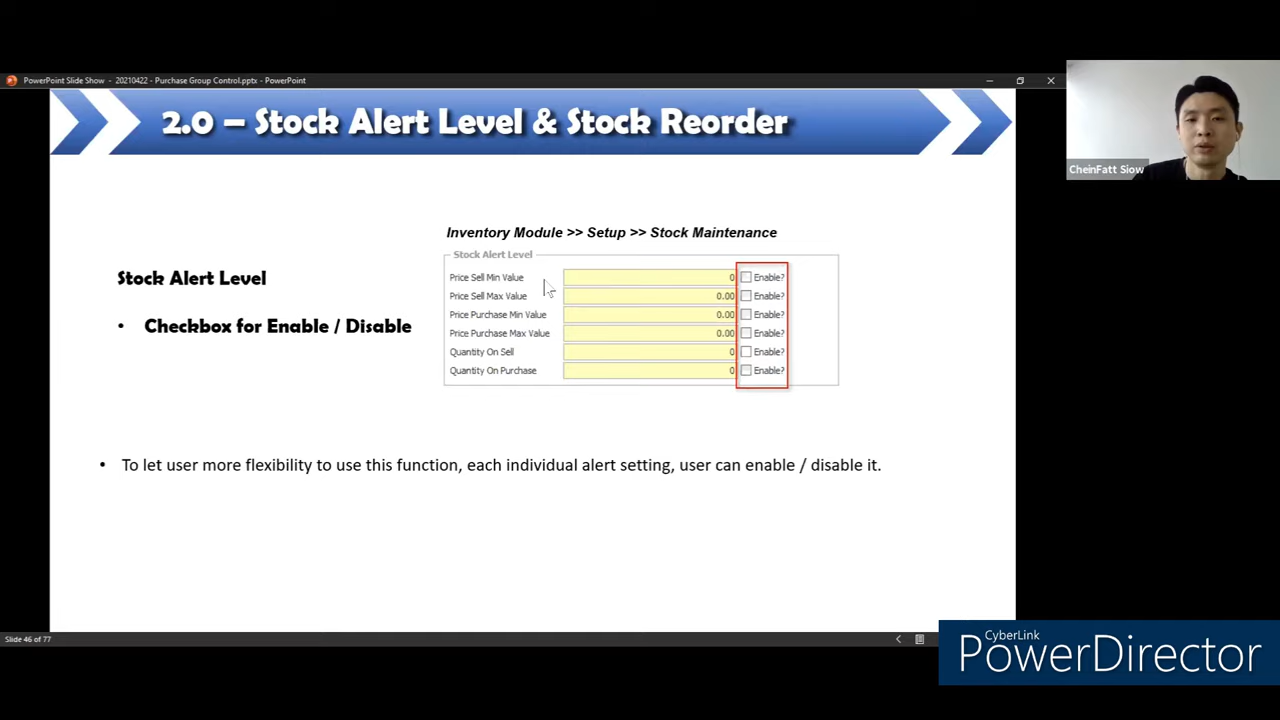 PowerPoint Slide Show - 20210422 - Purchase Group Control.pptx - PowerPoint
2.0 – Stock Alert Level & Stock Reorder
CheinFatt Siow
Inventory Module >> Setup >> Stock Maintenance
Stock Alert Level
Stock Alert Level
• Checkbox for Enable / Disable
Price Sell Min Value 0 Enable?
Price Sell Max Value 0.00 Enable?
Price Purchase Min Value 0.00 Enable?
Price Purchase Max Value 0.00 Enable?
Quantity On Sell 0 Enable?
Quantity On Purchase 0 Enable?
• To let user more flexibility to use this function, each individual alert setting, user can enable / disable it.
Slide 46 of 77
CyberLink
PowerDirector